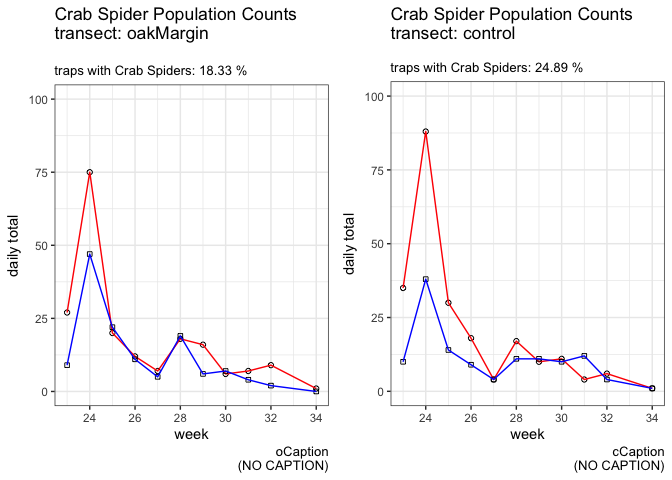 Crab Spider Population Counts
transect: oakMargin
traps with Crab Spiders: 18.33 %
100
75
50
25
0
daily total
24
26
28
30
32
34
week
oCaption
(NO CAPTION)
Crab Spider Population Counts
transect: control
traps with Crab Spiders: 24.89 %
100
75
50
25
0
daily total
24
26
28
30
32
34
week
oCaption
(NO CAPTION)